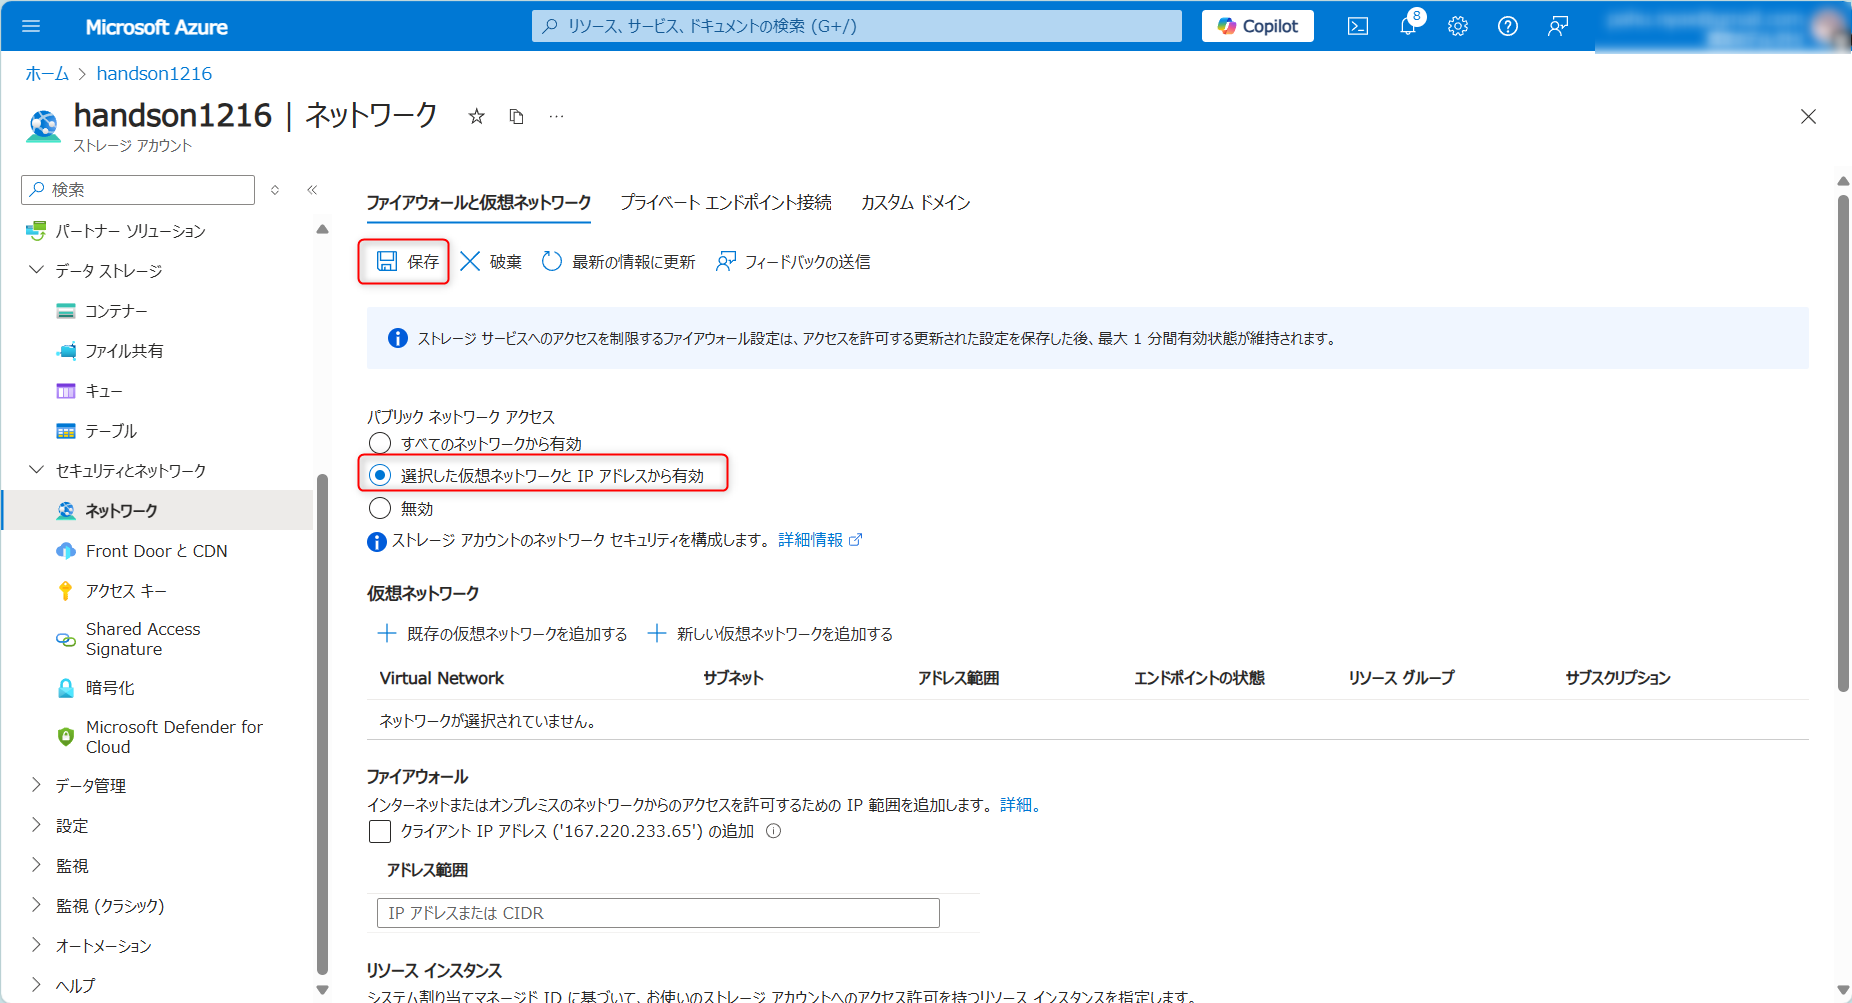 Microsoft Azure
リソース、サービス、ドキュメントの検索 (G+/)
Copilot
8
ホーム > handson1216
handson1216 | ネットワーク
ストレージ アカウント
検索
パートナー ソリューション
データ ストレージ
コンテナー
ファイル共有
キュー
テーブル
セキュリティとネットワーク
ネットワーク
Front Door と CDN
アクセス キー
Shared Access
Signature
暗号化
Microsoft Defender for
Cloud
データ管理
設定
監視
監視 (クラシック)
オートメーション
ヘルプ
ファイアウォールと仮想ネットワーク プライベート エンドポイント接続 カスタム ドメイン
保存 破棄 最新の情報に更新 フィードバックの送信
ストレージ サービスへのアクセスを制限するファイアウォール設定は、アクセスを許可する更新された設定を保存した後、最大 1 分間有効状態が維持されます。
パブリック ネットワーク アクセス
すべてのネットワークから有効
選択した仮想ネットワークと IP アドレスから有効
無効
ストレージ アカウントのネットワーク セキュリティを構成します。 詳細情報
仮想ネットワーク
既存の仮想ネットワークを追加する 新しい仮想ネットワークを追加する
Virtual Network サブネット アドレス範囲 エンドポイントの状態 リソース グループ サブスクリプション
ネットワークが選択されていません。
ファイアウォール
インターネットまたはオンプレミスのネットワークからのアクセスを許可するための IP 範囲を追加します。 詳細。
クライアント IP アドレス ('167.220.233.65') の追加
アドレス範囲
IP アドレスまたは CIDR
リソース インスタンス
システム割り当てマネージド ID に基づいて、お使いのストレージ アカウントへのアクセス許可を持つリソース インスタンスを指定します。